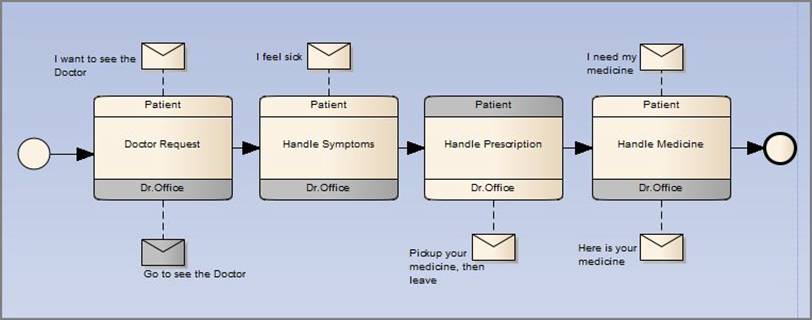 I want to see the
Doctor
I feel sick
I need my
medicine
Patient
Patient
Patient
Patient
Doctor Request
Handle Symptoms
Handle Prescription
Handle Medicine
Dr.Office
Dr.Office
Dr.Office
Dr.Office
Go to see the Doctor
Pickup your
medicine, then
leave
Here is your
medicine